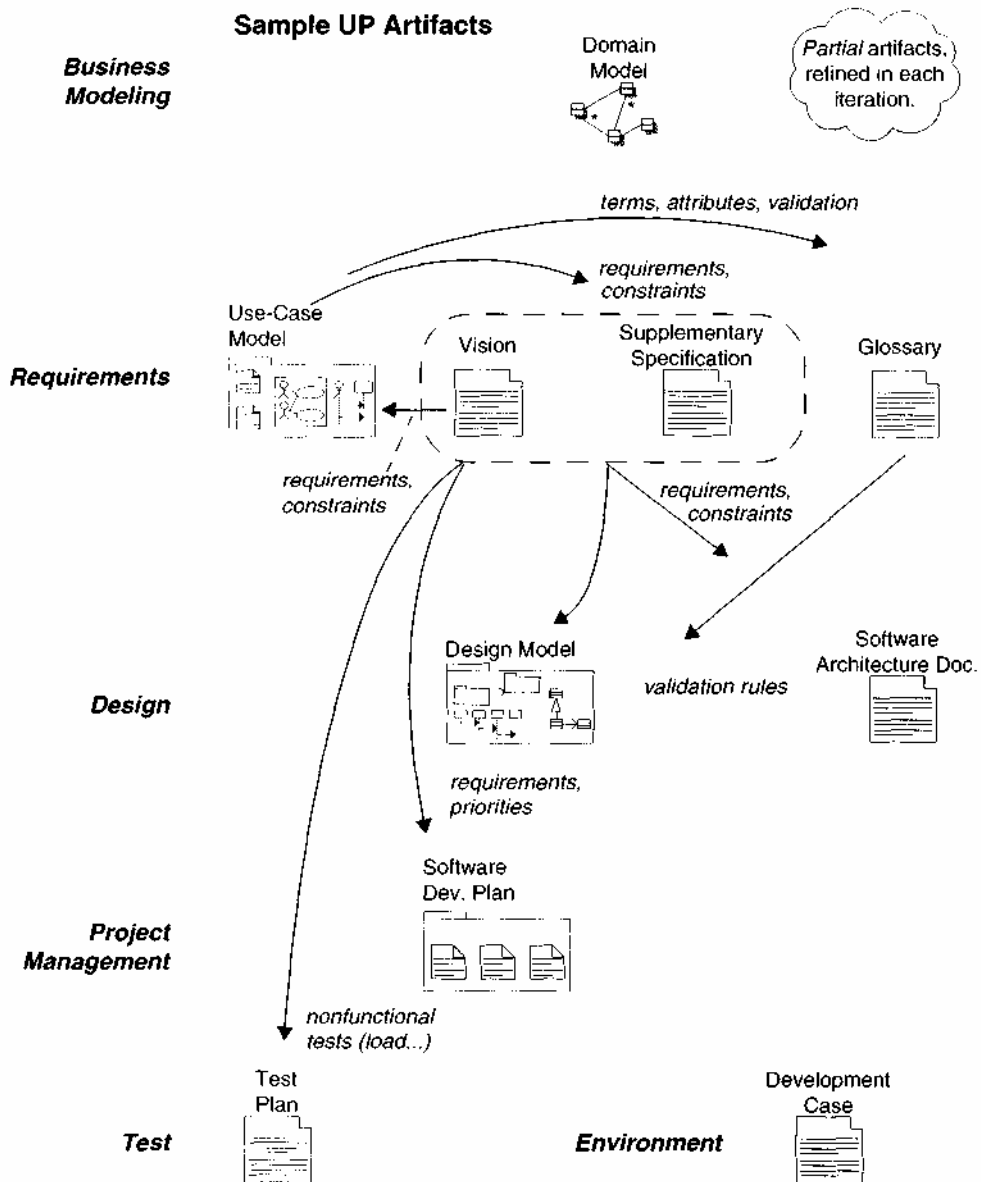 Sample UP Artifacts
Business
Modeling
Domain
Model
Partial artifacts,
refined in each
iteration.
terms, attributes, validation
requirements,
constraints
Use-Case
Model
Vision
Supplementary
Specification
Glossary
Requirements
requirements,
constraints
requirements,
constraints
Design Model
Software
Architecture Doc.
validation rules
Design
requirements,
priorities
Software
Dev. Plan
Project
Management
nonfunctional
tests (load...)
Test
Plan
Development
Case
Test
Environment